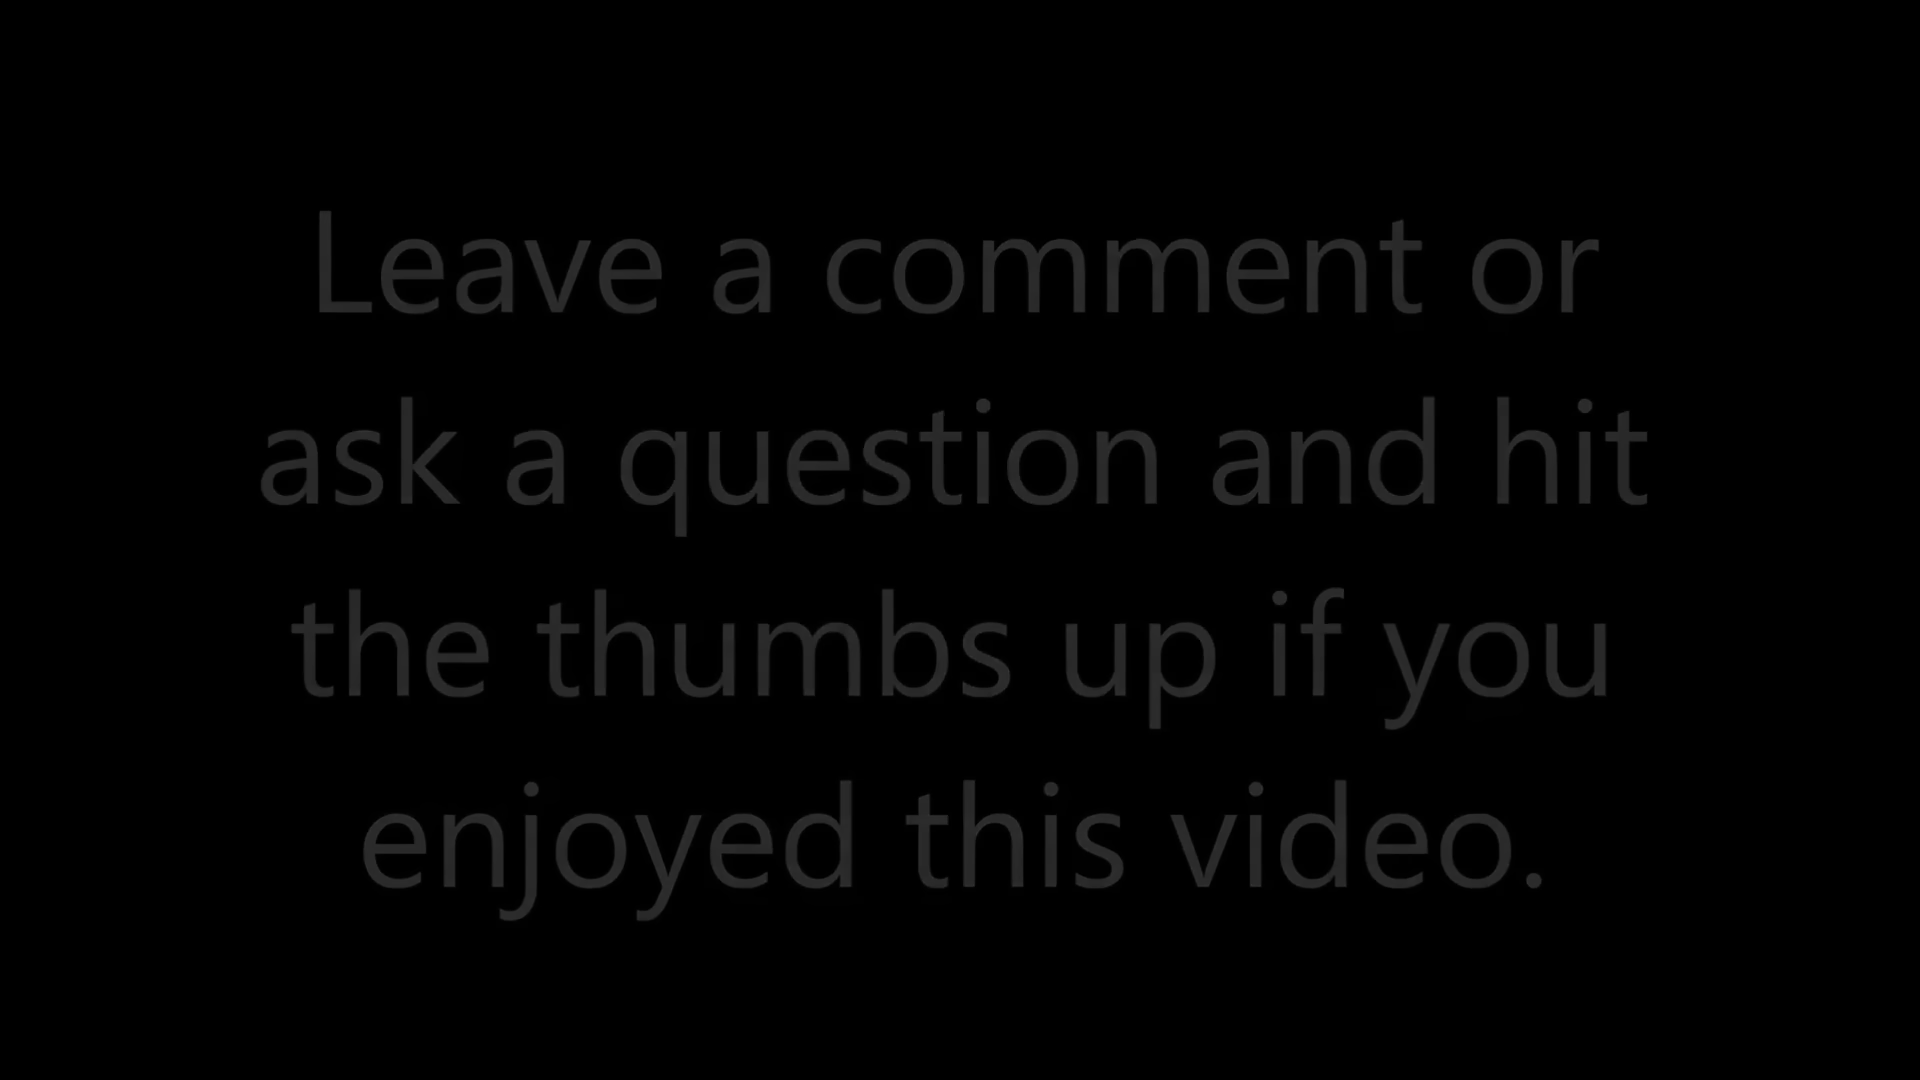 Leave a comment or
ask a question and hit
the thumbs up if you
enjoyed this video.